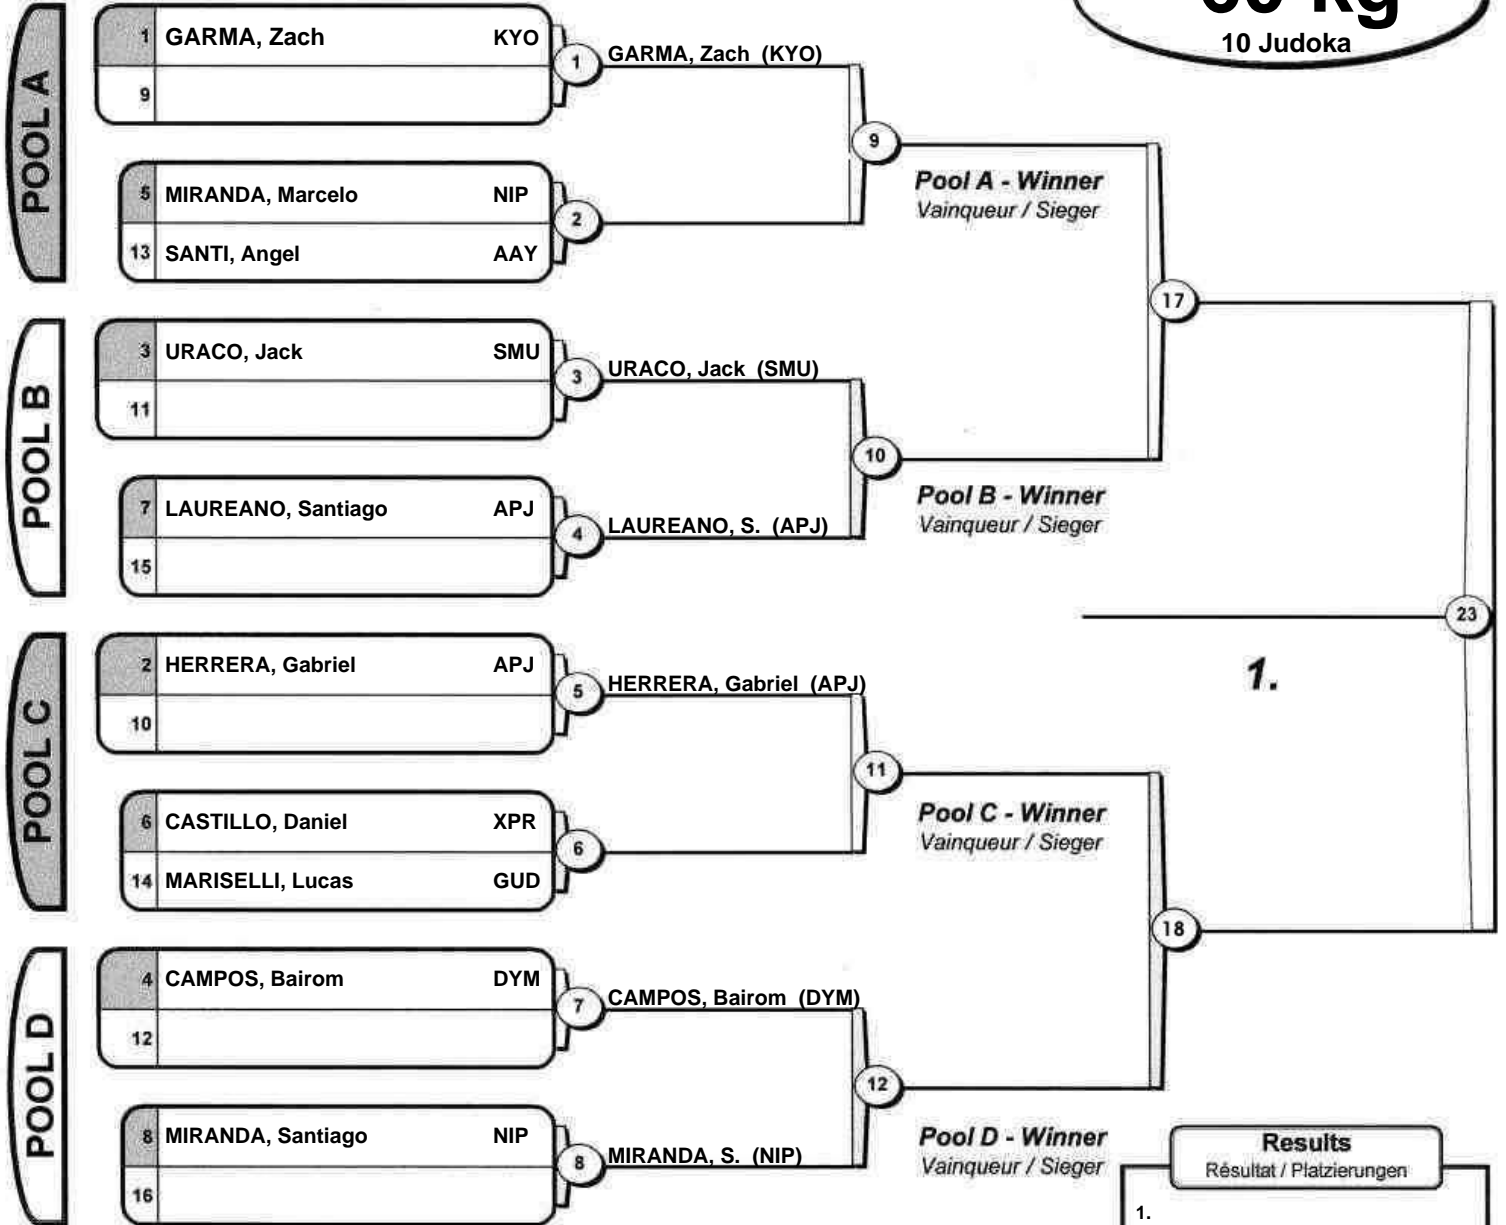 kg
10 Judoka
POOL A
1 GARMA, Zach KYO
9
1
GARMA, Zach (KYO)
5 MIRANDA, Marcelo NIP
13 SANTI, Angel AAY
2
9
Pool A - Winner
Vainqueur / Sieger
17
POOL B
3 URACO, Jack SMU
11
3
URACO, Jack (SMU)
7 LAUREANO, Santiago APJ
15
4
LAUREANO, S. (APJ)
10
Pool B - Winner
Vainqueur / Sieger
23
1.
POOL C
2 HERRERA, Gabriel APJ
10
5
HERRERA, Gabriel (APJ)
6 CASTILLO, Daniel XPR
14 MARISELLI, Lucas GUD
6
11
Pool C - Winner
Vainqueur / Sieger
18
POOL D
4 CAMPOS, Bairom DYM
12
7
CAMPOS, Bairom (DYM)
8 MIRANDA, Santiago NIP
16
8
MIRANDA, S. (NIP)
12
Pool D - Winner
Vainqueur / Sieger
Results
Résultat / Platzierungen
1.